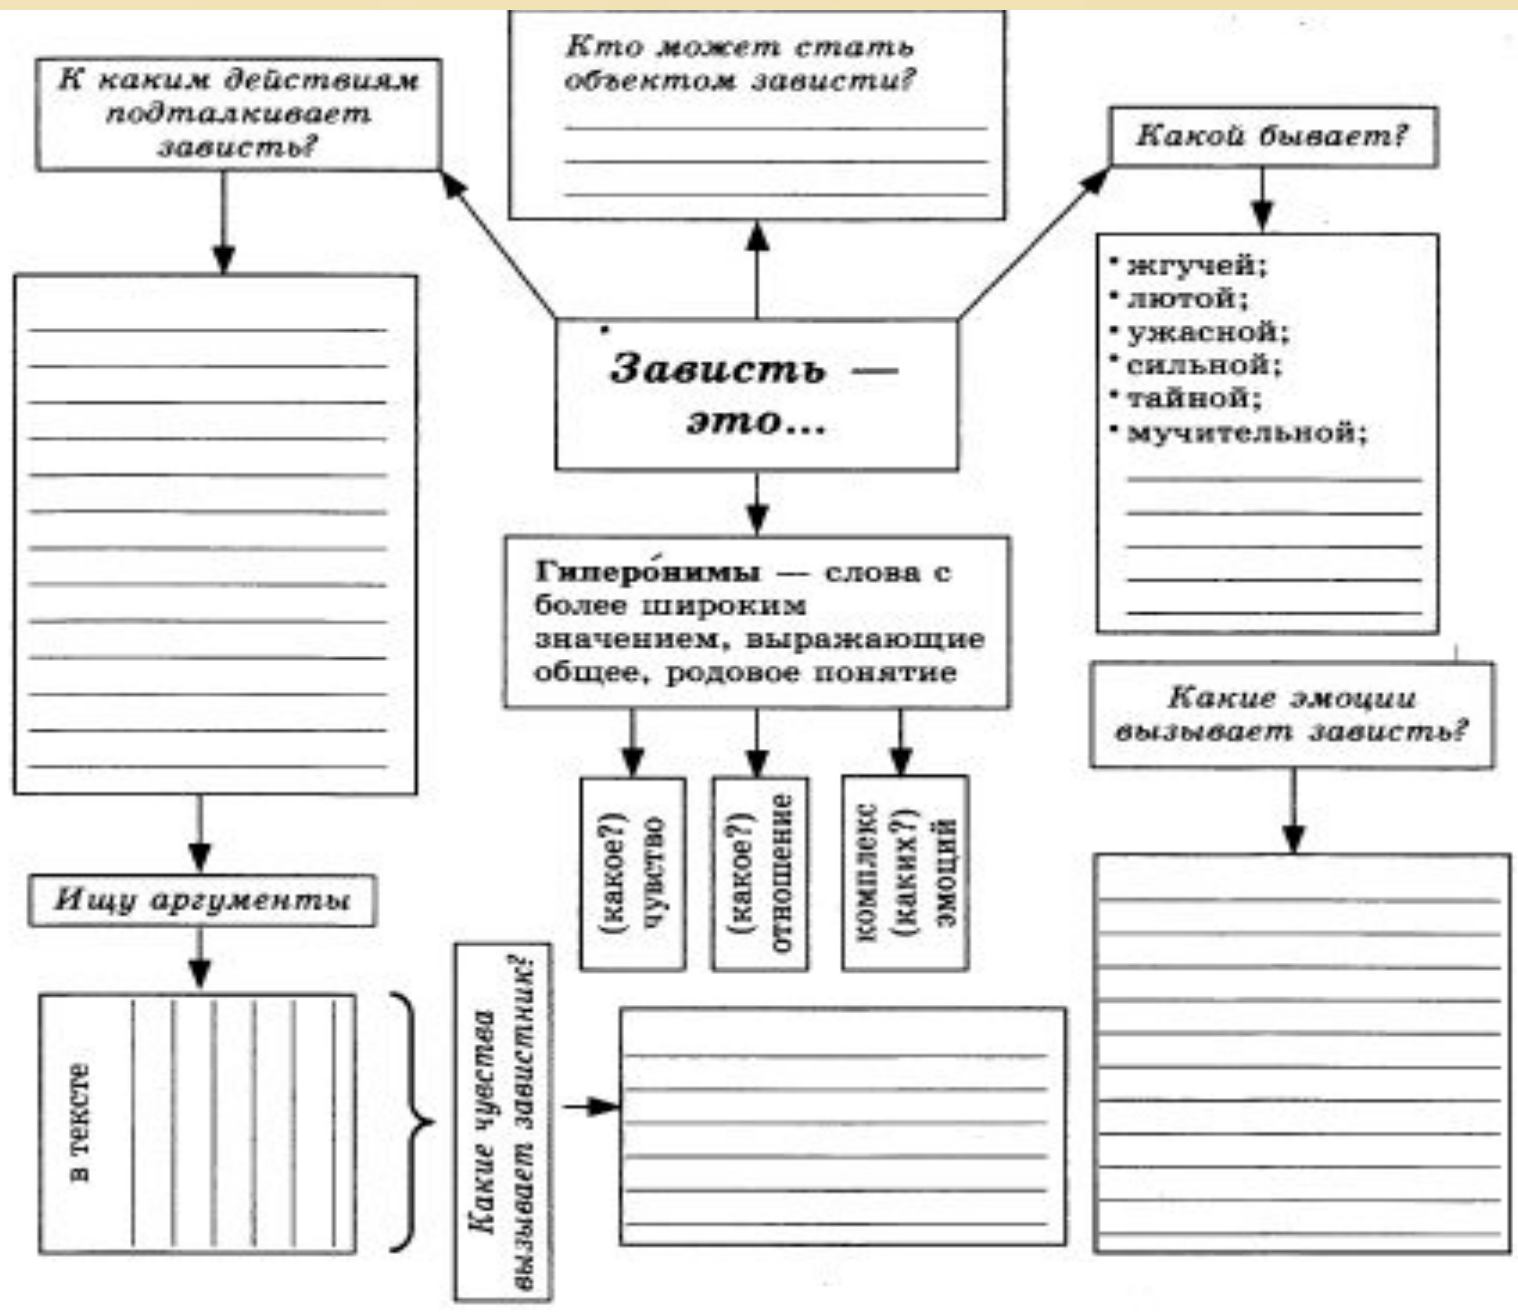 Кто может стать
объектом зависти?
К каким действиям
подталкивает
зависть?
Какой бывает?
• жгучей;
• лютой;
• ужасной;
• сильной;
• тайной;
• мучительной;
Зависть —
это...
Гиперо́нимы — слова с
более широким
значением, выражающие
общее, родовое понятие
Какие эмоции
вызывает зависть?
(какое?)
чувство
(какое?)
отношение
комплекс
(каких?)
эмоций
Ищу аргументы
в тексте
Какие чувства
вызывает завистник?